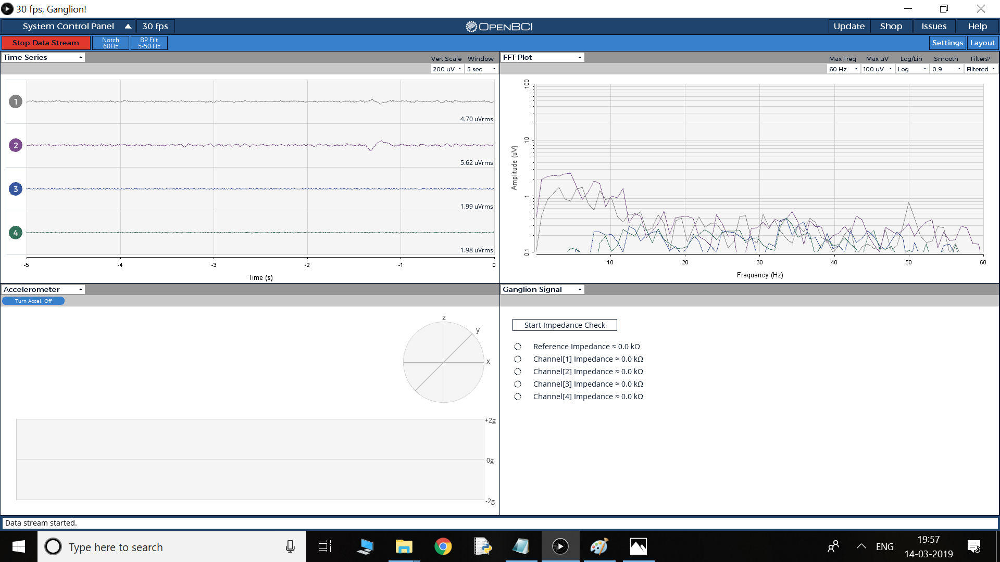 30 fps, Ganglion!
System Control Panel 30 fps OPENBCI Update Shop Issues Help
Stop Data Stream Notch 60Hz BP Filt 5-50 Hz Settings Layout
Time Series
Vert Scale Window
200 uV 5 sec
1
4.70 uVrms
2
5.62 uVrms
3
1.99 uVrms
4
1.98 uVrms
-5 -4 -3 -2 -1 0
Time (s)
FFT Plot
Max Freq Max uV Log/Lin Smooth Filters?
60 Hz 100 uV Log 0.9 Filtered
100
10
1
0.1
Amplitude (uV)
10 20 30 40 50 60
Frequency (Hz)
Accelerometer
Turn Accel. Off
z
y
x
+2g
0g
-2g
Ganglion Signal
Start Impedance Check
Reference Impedance ≈ 0.0 kΩ
Channel[1] Impedance ≈ 0.0 kΩ
Channel[2] Impedance ≈ 0.0 kΩ
Channel[3] Impedance ≈ 0.0 kΩ
Channel[4] Impedance ≈ 0.0 kΩ
Data stream started.
Type here to search
ENG
19:57
14-03-2019